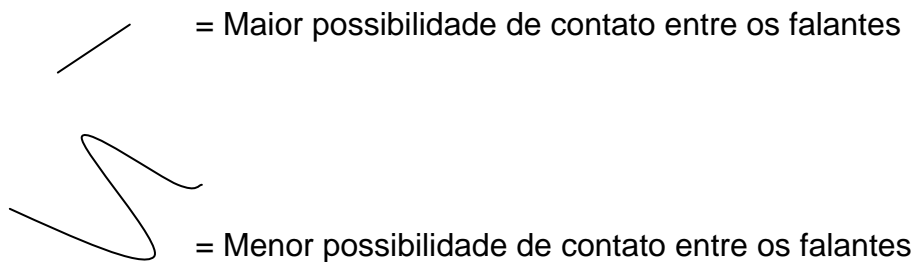 = Maior possibilidade de contato entre os falantes
= Menor possibilidade de contato entre os falantes